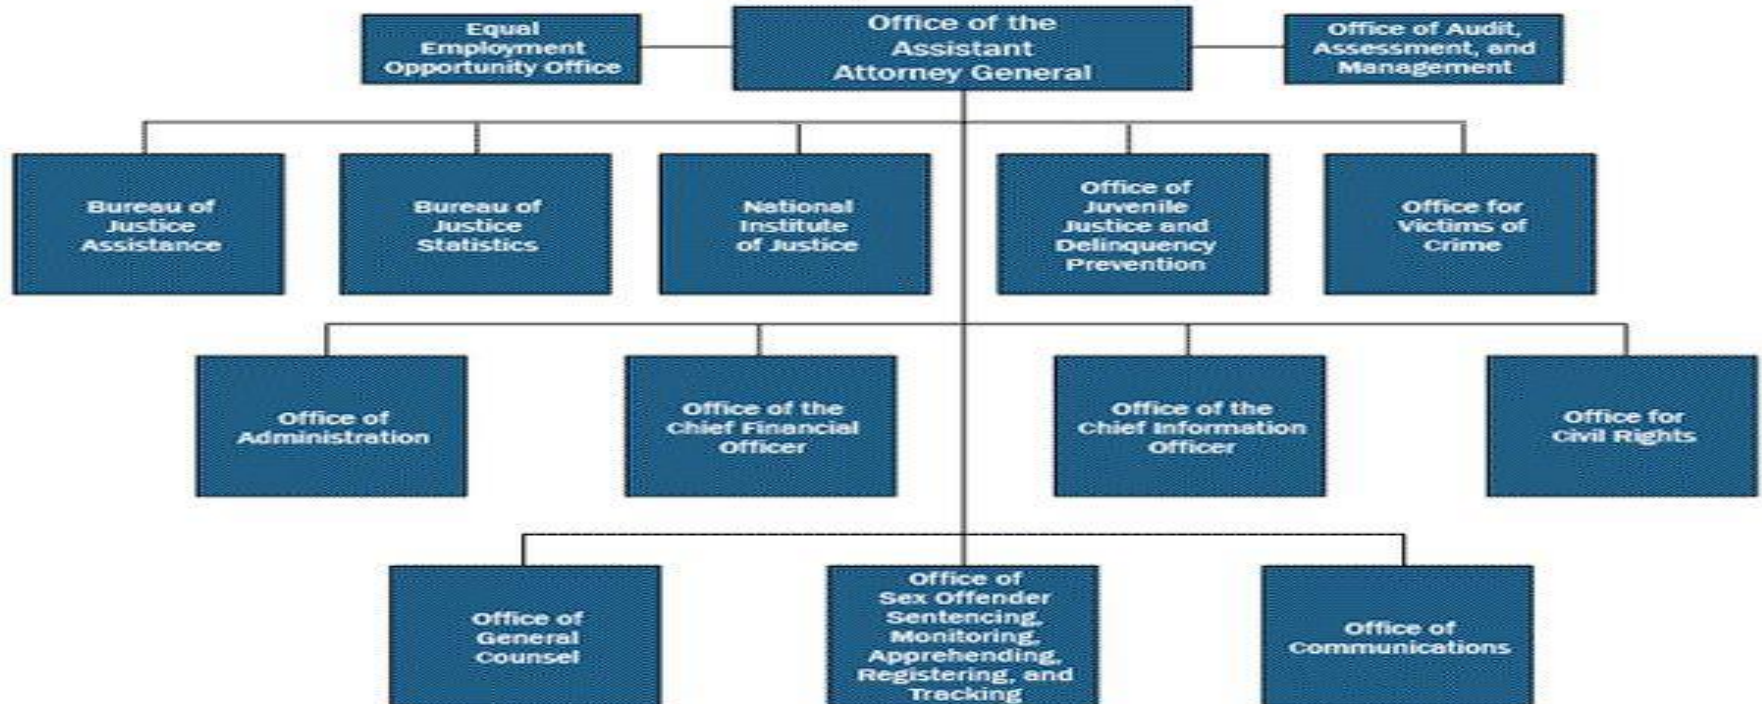 Equal
Employment
Opportunity Office
Office of the
Assistant
Attorney General
Office of Audit,
Assessment, and
Management
Bureau of
Justice
Assistance
Bureau of
Justice
Statistics
National
Institute
of Justice
Office of
Juvenile
Justice and
Delinquency
Prevention
Office for
Victims of
Crime
Office of
Administration
Office of the
Chief Financial
Officer
Office of the
Chief Information
Officer
Office for
Civil Rights
Office of
General
Counsel
Office of
Sex Offender
Sentencing,
Monitoring,
Apprehending,
Registering, and
Tracking
Office of
Communications